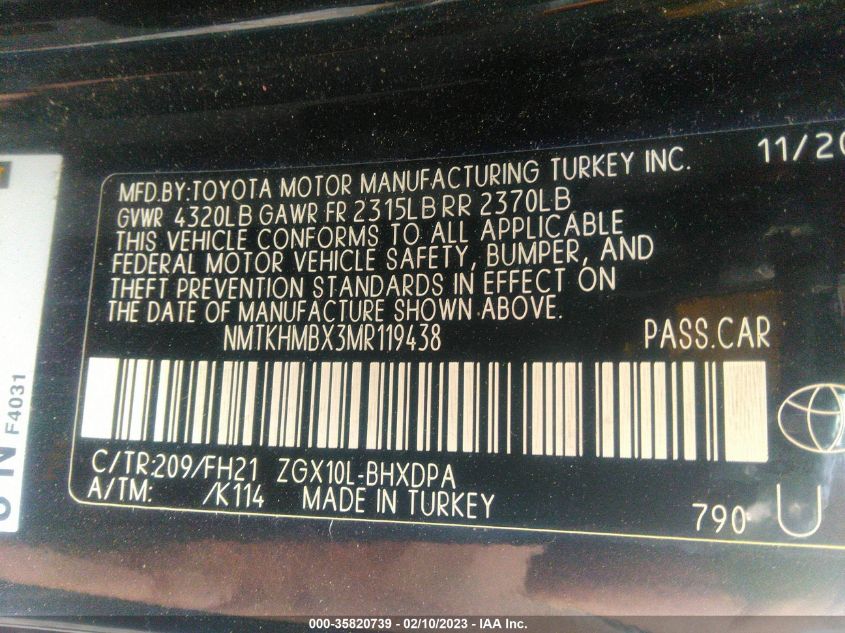 11/20
MFD.BY:TOYOTA MOTOR MANUFACTURING TURKEY INC.
GVWR 4320LB GAWR FR 2315LB RR 2370LB
THIS VEHICLE CONFORMS TO ALL APPLICABLE
FEDERAL MOTOR VEHICLE SAFETY, BUMPER, AND
THEFT PREVENTION STANDARDS IN EFFECT ON
THE DATE OF MANUFACTURE SHOWN ABOVE.
NMTKHMBX3MR119438 PASS.CAR
C/TR:209/FH21 ZGX10L-BHXDPA
A/TM: /K114 MADE IN TURKEY
790 U
F4031
000-35820739 — 02/10/2023 — IAA Inc.